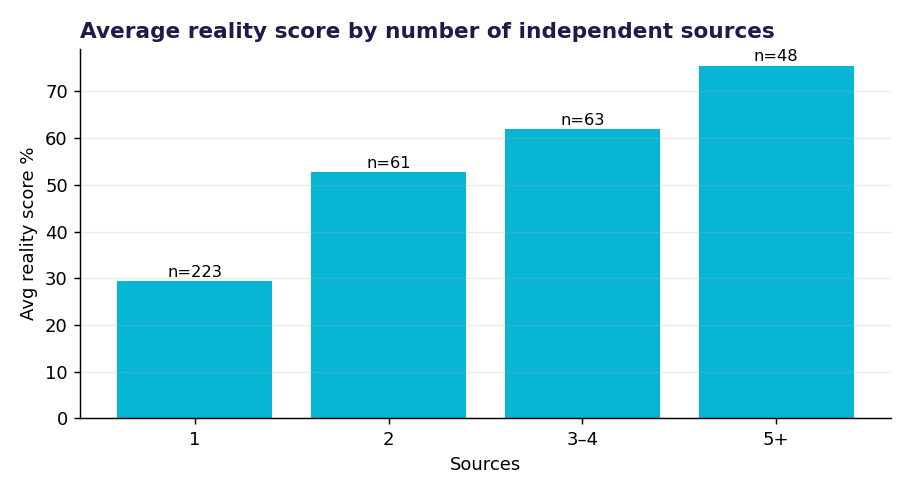 Average reality score by number of independent sources
Avg reality score %
70
60
50
40
30
20
10
0
n=223
n=61
n=63
n=48
1
2
3–4
5+
Sources